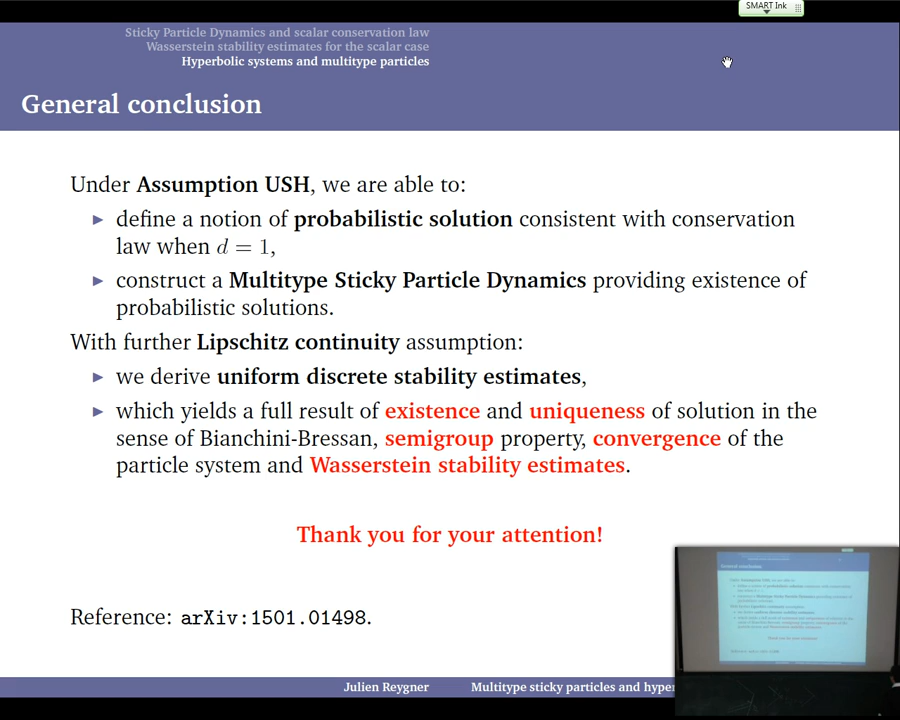 SMART Ink
Sticky Particle Dynamics and scalar conservation law
Wasserstein stability estimates for the scalar case
Hyperbolic systems and multitype particles
General conclusion
Under Assumption USH, we are able to:
► define a notion of probabilistic solution consistent with conservation
law when d = 1,
► construct a Multitype Sticky Particle Dynamics providing existence of
probabilistic solutions.
With further Lipschitz continuity assumption:
► we derive uniform discrete stability estimates,
► which yields a full result of existence and uniqueness of solution in the
sense of Bianchini-Bressan, semigroup property, convergence of the
particle system and Wasserstein stability estimates.
Thank you for your attention!
Reference: arXiv:1501.01498.
Julien Reygner Multitype sticky particles and hyper